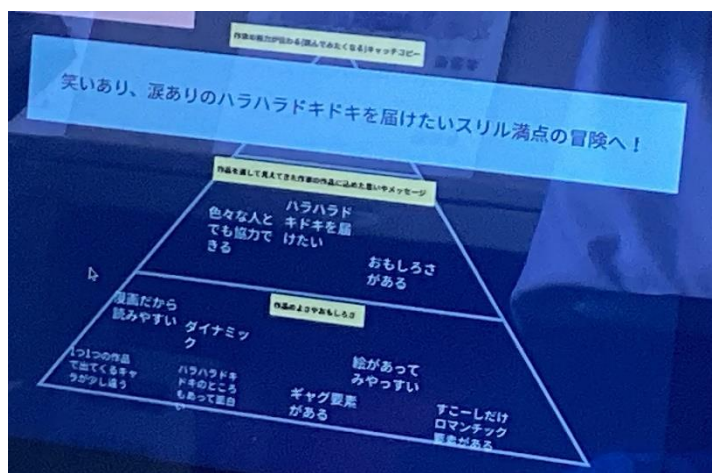 作家の魅力が伝わる(読んでみたくなる)キャッチコピー
笑いあり、涙ありのハラハラドキドキを届けたいスリル満点の冒険へ！
作品を通して見えてきた作家の作品に込めた思いやメッセージ
色々な人と
でも協力で
きる
ハラハラド
キドキを届
けたい
おもしろさ
がある
作品のよさやおもしろさ
漫画だから
読みやすい
ダイナミッ
ク
1つ1つの作品
で出てくるキャ
ラが少し違う
ハラハラドキ
ドキのところ
もあって面白
い
ギャグ要素
がある
絵があって
みやっすい
すこーしだけ
ロマンチック
要素がある